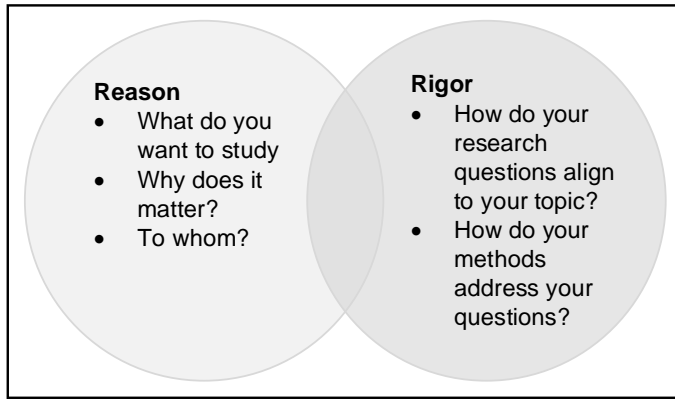 Reason
• What do you
want to study
• Why does it
matter?
• To whom?
Rigor
• How do your
research
questions align
to your topic?
• How do your
methods
address your
questions?